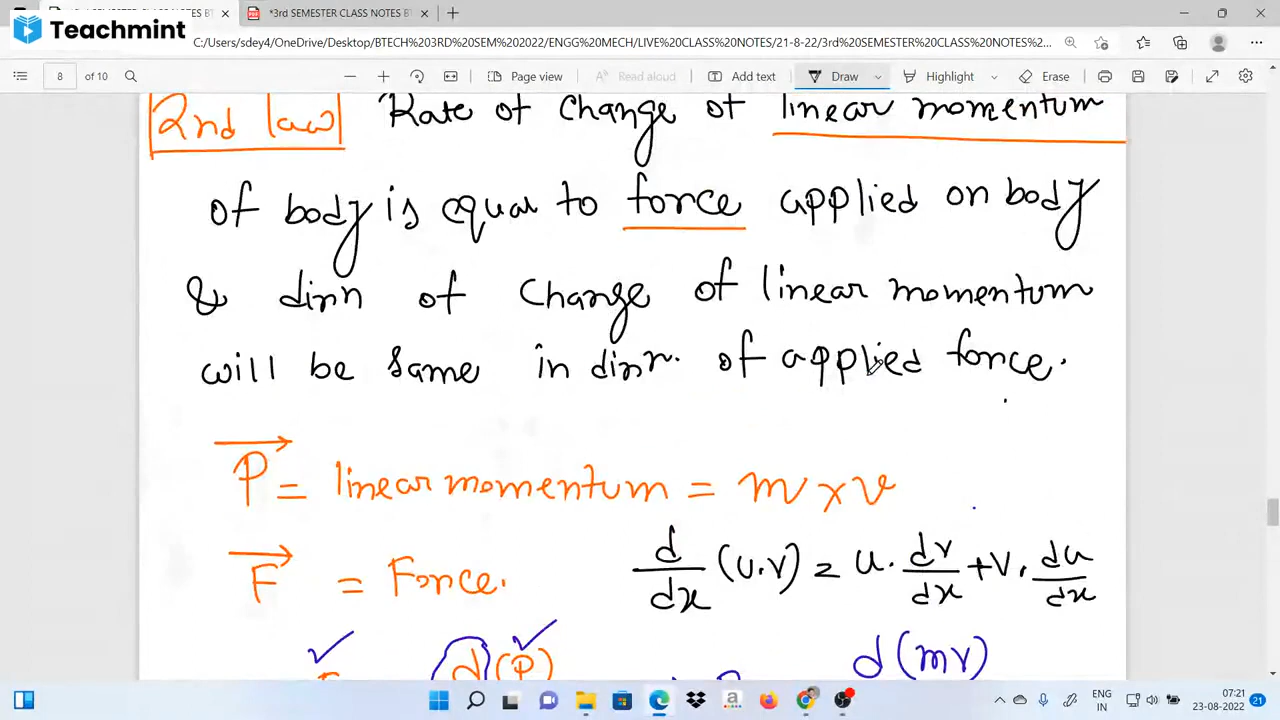 *3rd SEMESTER CLASS NOTES BT
Teachmint
C:/Users/sdey4/OneDrive/Desktop/BTECH%203RD%20SEM%202022/ENGG%20MECH/LIVE%20CLASS%20NOTES/21-8-22/3rd%20SEMESTER%20CLASS%20NOTES%...
8 of 10 Page view Read aloud Add text Draw Highlight Erase
2nd law Rate of Change of linear momentum
of body is equal to force applied on body
& dirn of change of linear momentum
will be same in dirn. of applied force.
P = linear momentum = m x v
F = Force.
d/dx (u.v) = u. dv/dx + v. du/dx
d(P) d(mv)
ENG 07:21
IN 23-08-2022 21